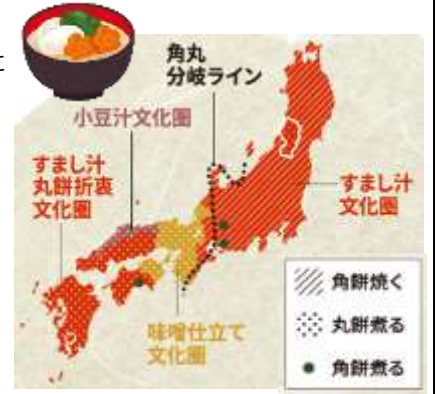 角丸
分岐ライン
小豆汁文化圏
すまし汁
丸餅折衷
文化圏
すまし汁
文化圏
味噌仕立て
文化圏
角餅焼く
丸餅煮る
角餅煮る